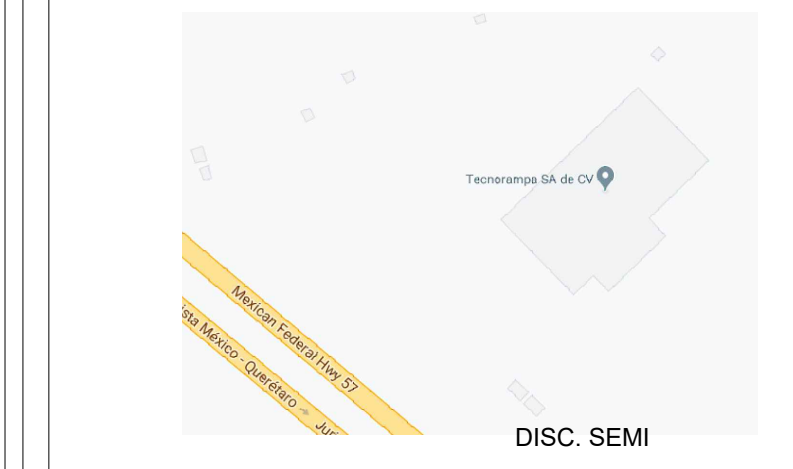 Tecnorampa SA de CV
Mexican Federal Hwy 57
ista México - Querétaro
DISC. SEMI